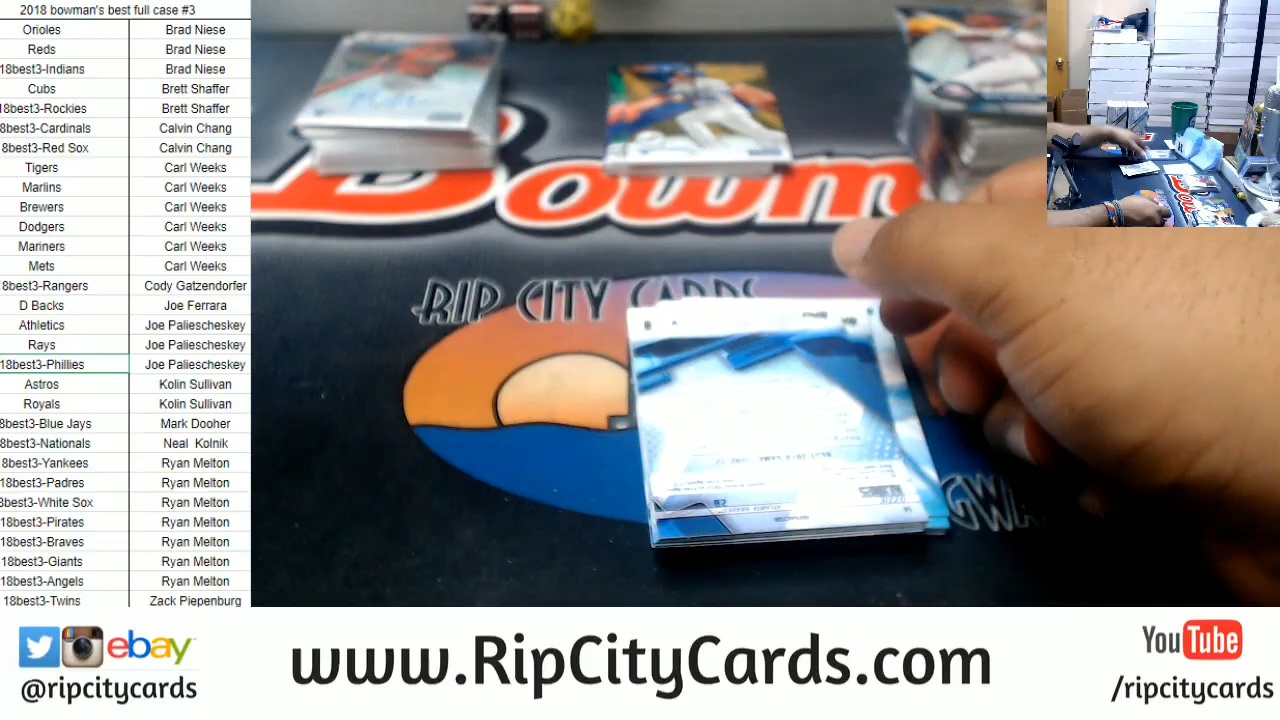 2018 bowman's best full case #3
Orioles Brad Niese
Reds Brad Niese
18best3-Indians Brad Niese
Cubs Brett Shaffer
18best3-Rockies Brett Shaffer
18best3-Cardinals Calvin Chang
18best3-Red Sox Calvin Chang
Tigers Carl Weeks
Marlins Carl Weeks
Brewers Carl Weeks
Dodgers Carl Weeks
Mariners Carl Weeks
Mets Carl Weeks
8best3-Rangers Cody Gatzendorfer
D Backs Joe Ferrara
Athletics Joe Paliescheskey
Rays Joe Paliescheskey
18best3-Phillies Joe Paliescheskey
Astros Kolin Sullivan
Royals Kolin Sullivan
8best3-Blue Jays Mark Dooher
8best3-Nationals Neal Kolnik
8best3-Yankees Ryan Melton
18best3-Padres Ryan Melton
3best3-White Sox Ryan Melton
18best3-Pirates Ryan Melton
18best3-Braves Ryan Melton
18best3-Giants Ryan Melton
18best3-Angels Ryan Melton
18best3-Twins Zack Piepenburg
Bowm
RIP CITY CARDS
GWA
ebay
@ripcitycards
www.RipCityCards.com
YouTube
/ripcitycards